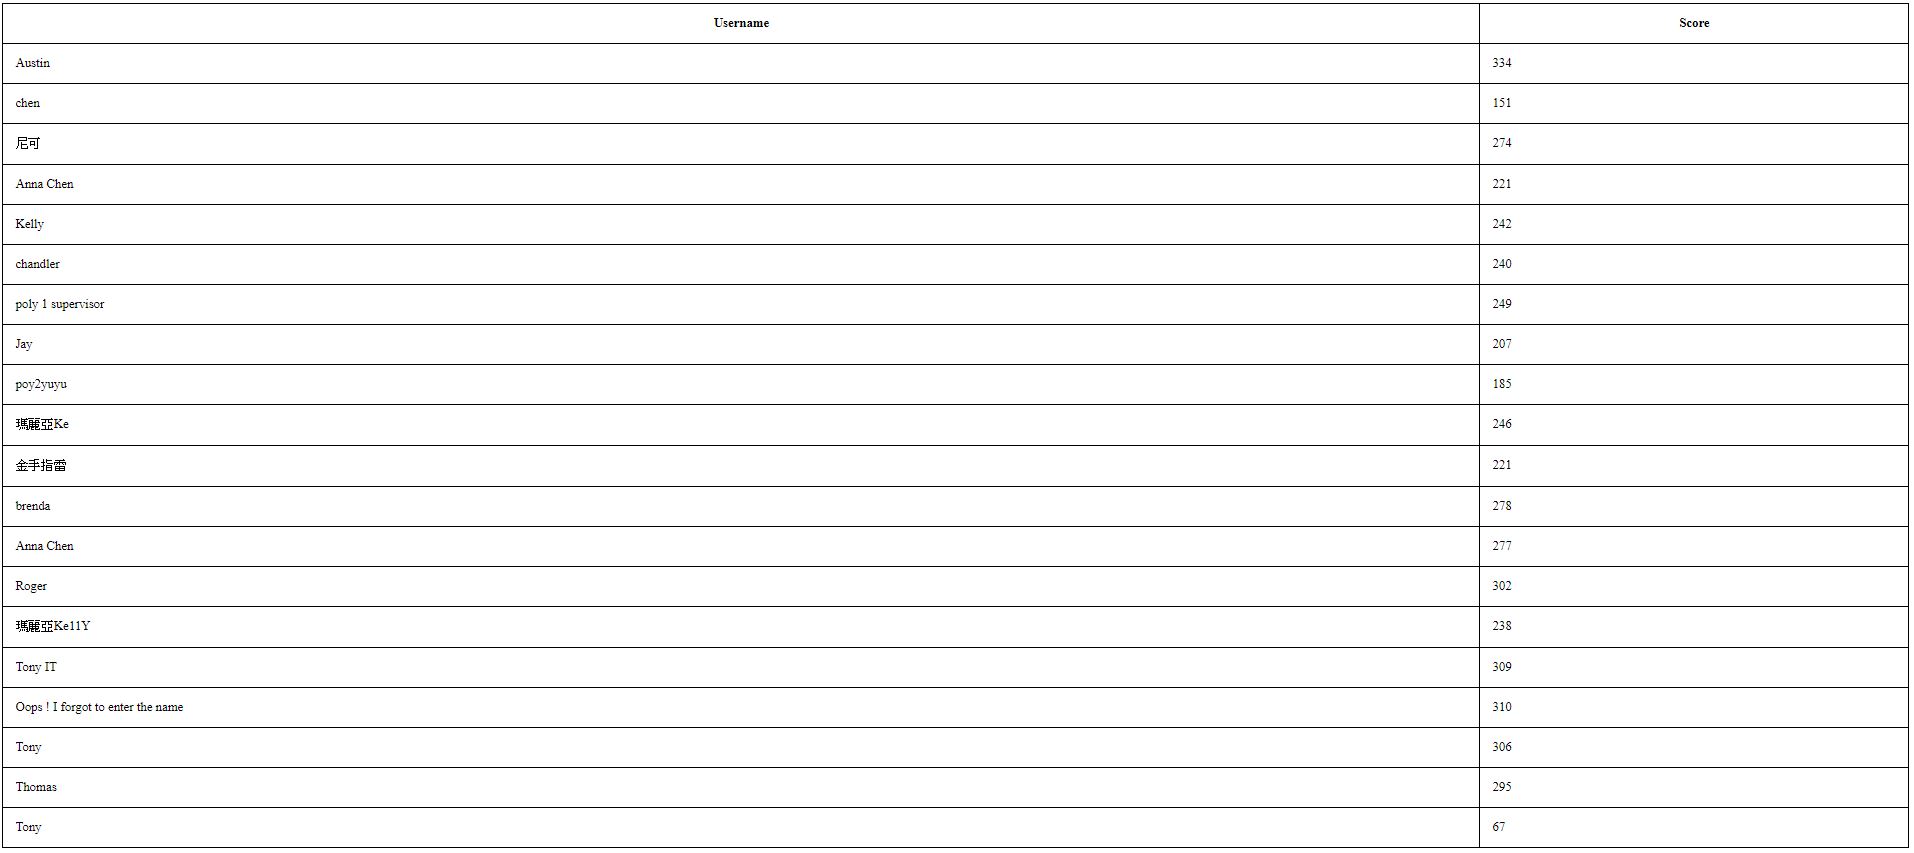 Username Score
Austin 334
chen 151
尼可 274
Anna Chen 221
Kelly 242
chandler 240
poly 1 supervisor 249
Jay 207
poy2yuyu 185
瑪麗亞Ke 246
金手指雷 221
brenda 278
Anna Chen 277
Roger 302
瑪麗亞Ke11Y 238
Tony IT 309
Oops ! I forgot to enter the name 310
Tony 306
Thomas 295
Tony 67